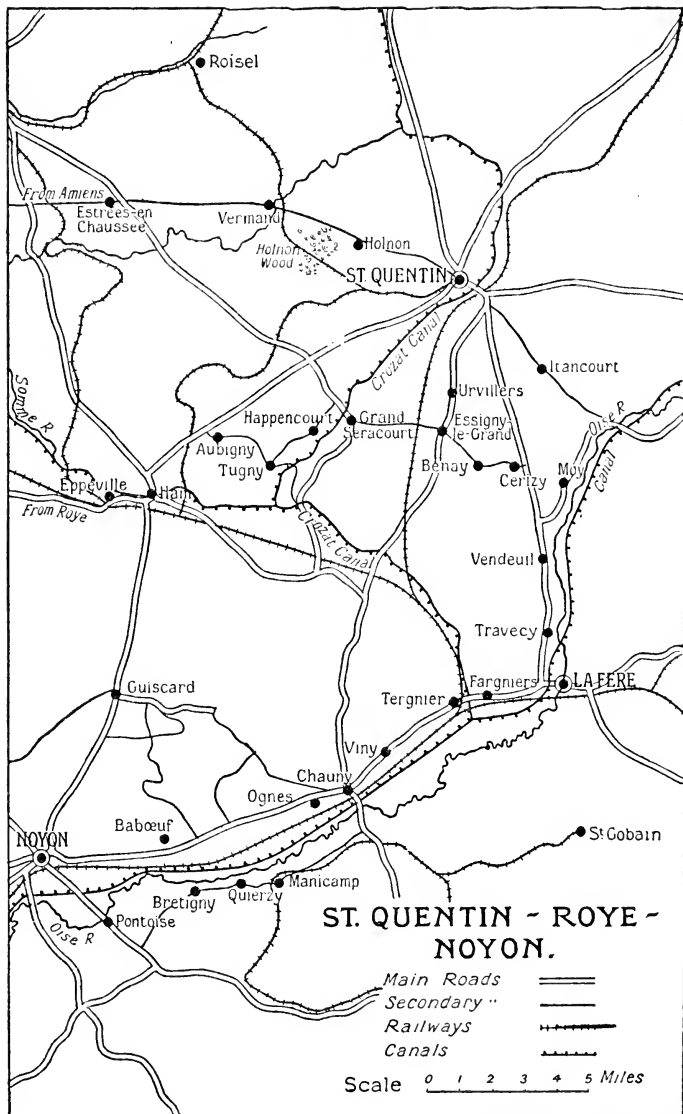 Roisel
From Amiens
Estrées-en
Chaussée
Vermand
Holnon
Holnon
Wood
ST. QUENTIN
Crozat Canal
Itancourt
Urvillers
Somme R
Happencourt
Grand
Seracourt
Essigny-
le-Grand
Oise R
Canal
Aubigny
Tugny
Benay
Cerizy
Moy
Eppeville
Ham
From Roye
Crozat Canal
Vendeuil
Travecy
Guiscard
Fargniers
LA FERE
Tergnier
Viny
Chauny
Ognes
Babœuf
St Gobain
NOYON
Manicamp
Quierzy
Bretigny
Pontoise
Oise R
ST. QUENTIN - ROYE -
NOYON.
Main Roads
Secondary "
Railways
Canals
Scale 0 1 2 3 4 5 Miles